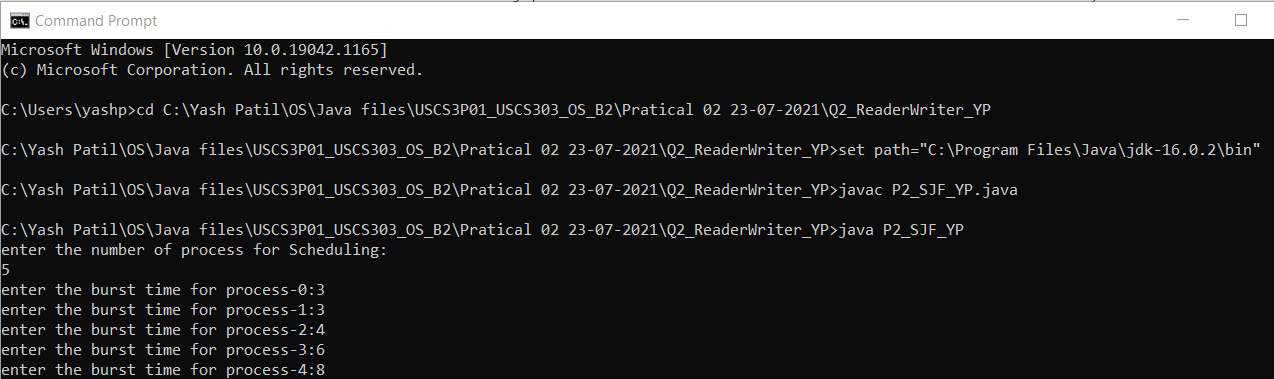 Command Prompt
Microsoft Windows [Version 10.0.19042.1165]
(c) Microsoft Corporation. All rights reserved.
C:\Users\yashp>cd C:\Yash Patil\OS\Java files\USCS3P01_USCS303_OS_B2\Pratical 02 23-07-2021\Q2_ReaderWriter_YP
C:\Yash Patil\OS\Java files\USCS3P01_USCS303_OS_B2\Pratical 02 23-07-2021\Q2_ReaderWriter_YP>set path="C:\Program Files\Java\jdk-16.0.2\bin"
C:\Yash Patil\OS\Java files\USCS3P01_USCS303_OS_B2\Pratical 02 23-07-2021\Q2_ReaderWriter_YP>javac P2_SJF_YP.java
C:\Yash Patil\OS\Java files\USCS3P01_USCS303_OS_B2\Pratical 02 23-07-2021\Q2_ReaderWriter_YP>java P2_SJF_YP
enter the number of process for Scheduling:
5
enter the burst time for process-0:3
enter the burst time for process-1:3
enter the burst time for process-2:4
enter the burst time for process-3:6
enter the burst time for process-4:8